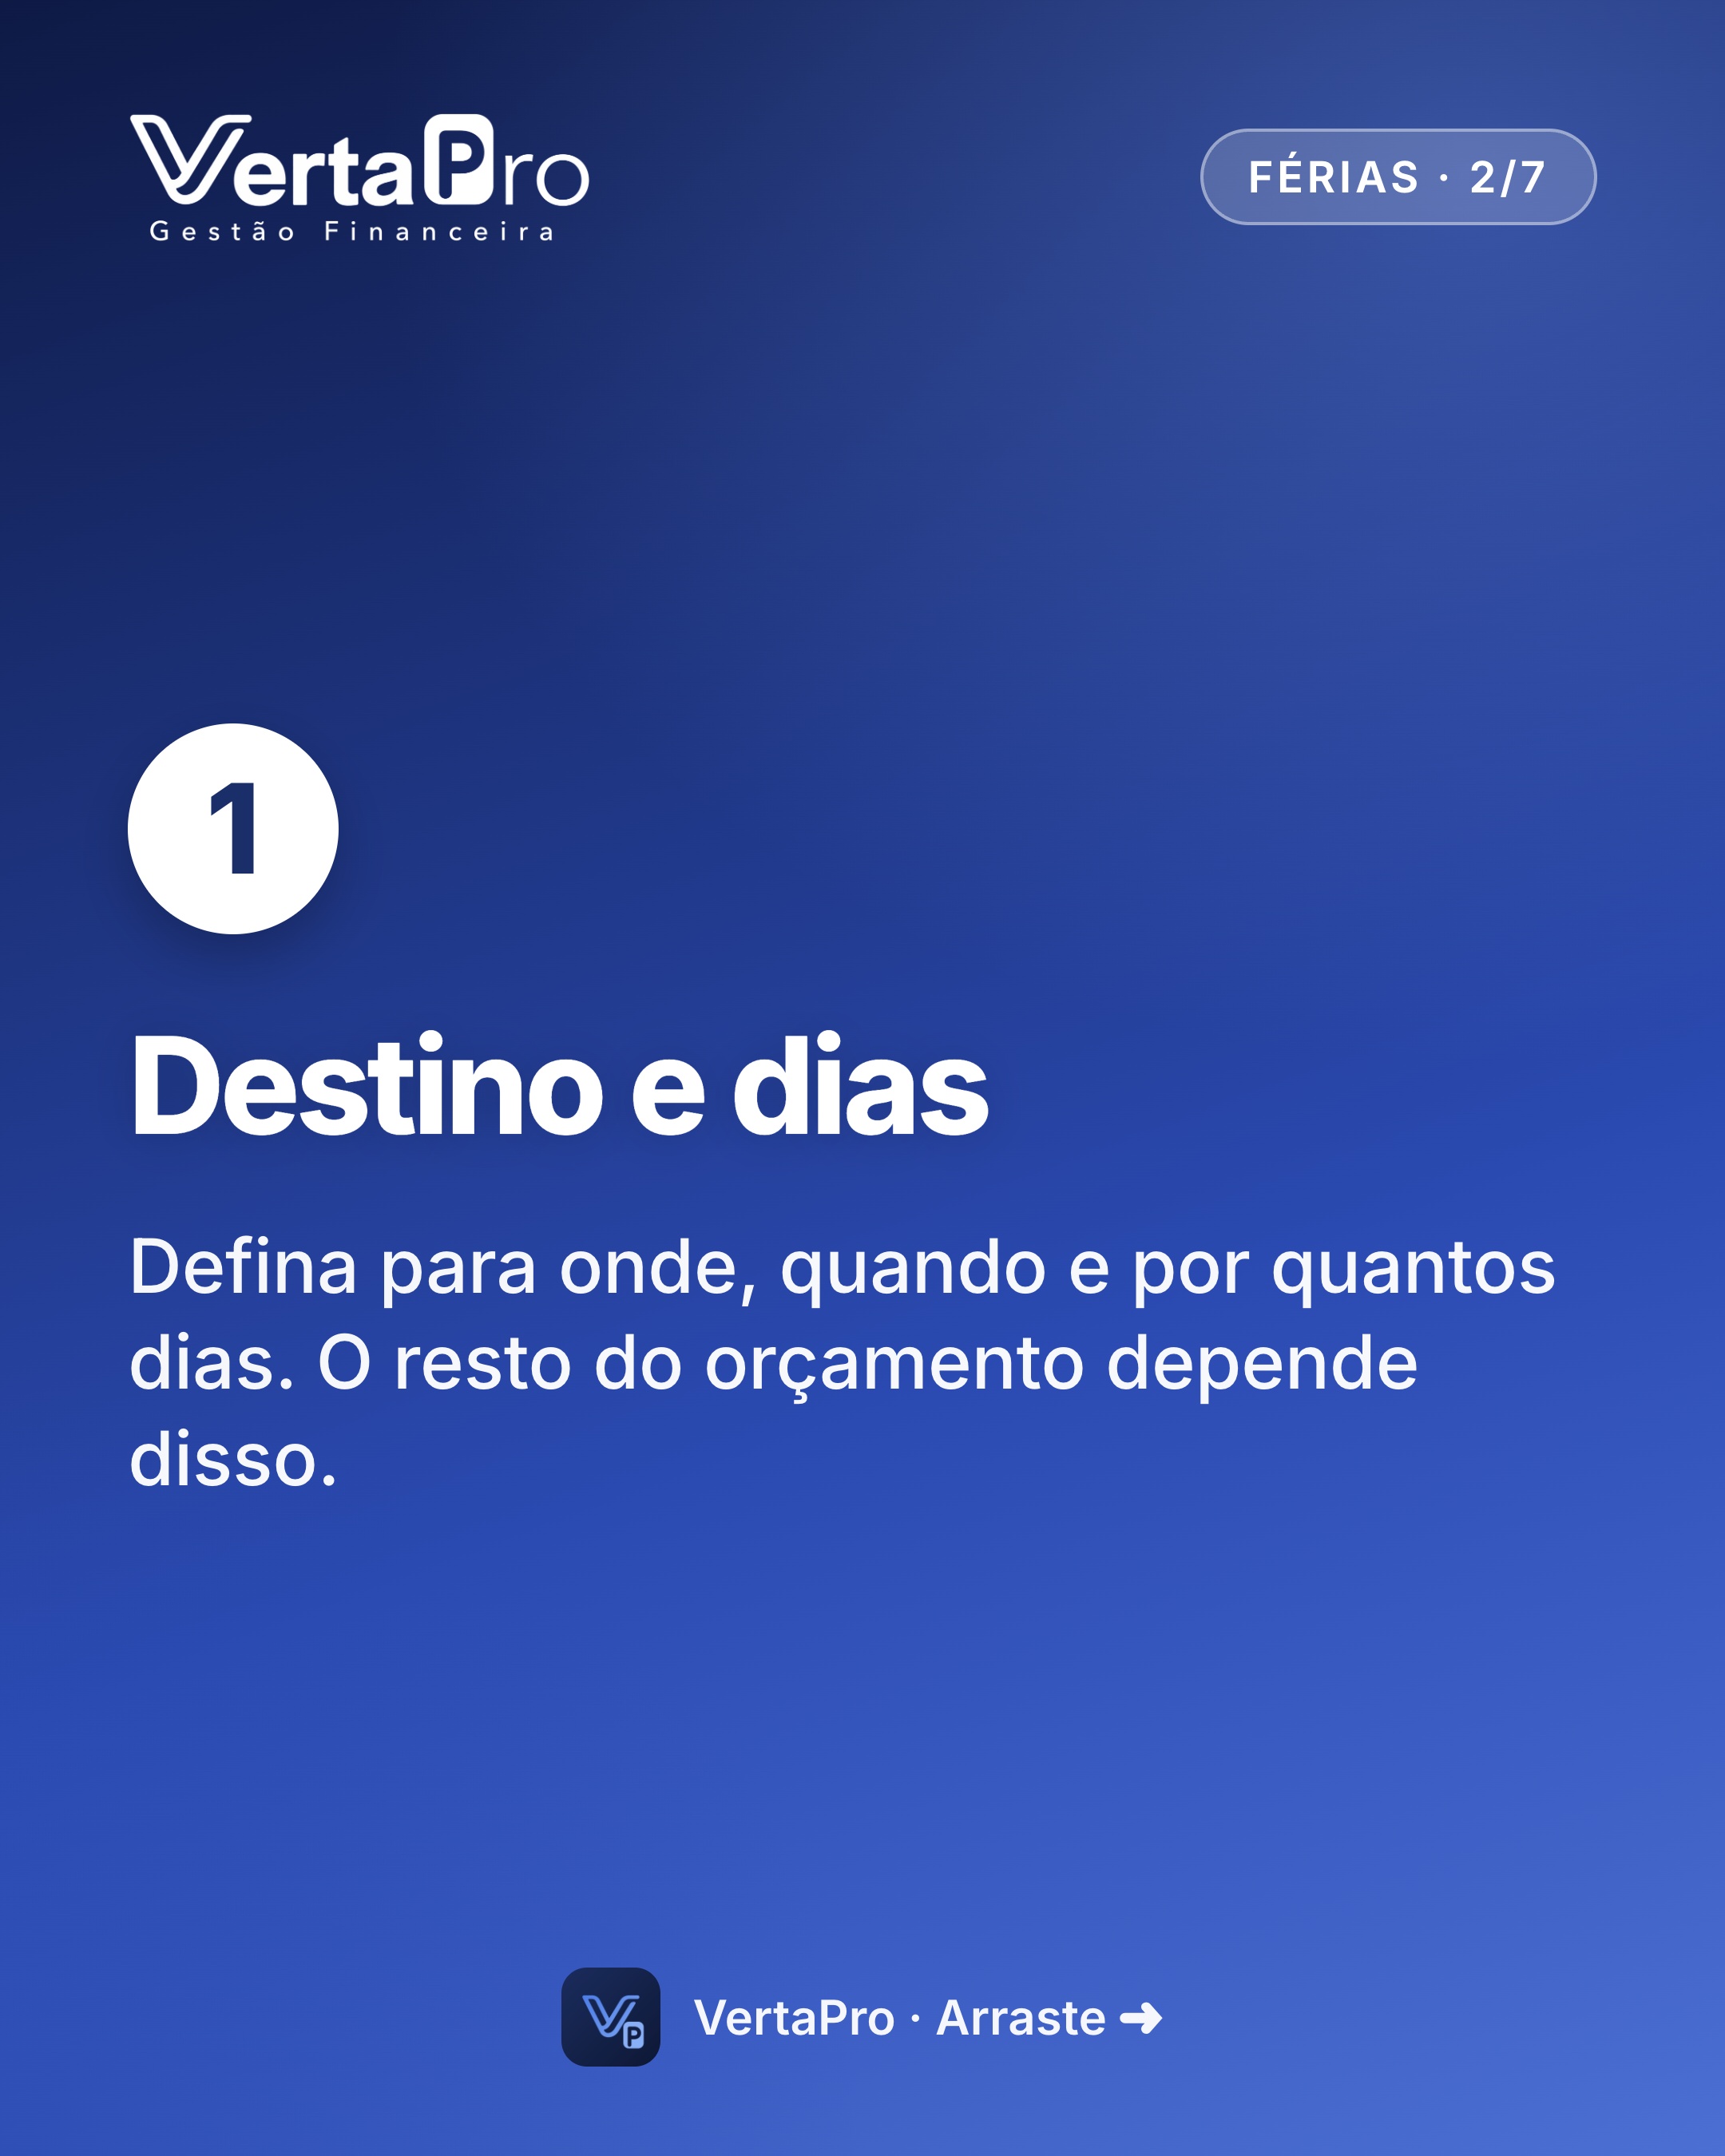 VertaPro
Gestão Financeira
FÉRIAS · 2/7
1
Destino e dias
Defina para onde, quando e por quantos
dias. O resto do orçamento depende
disso.
VertaPro · Arraste ➜